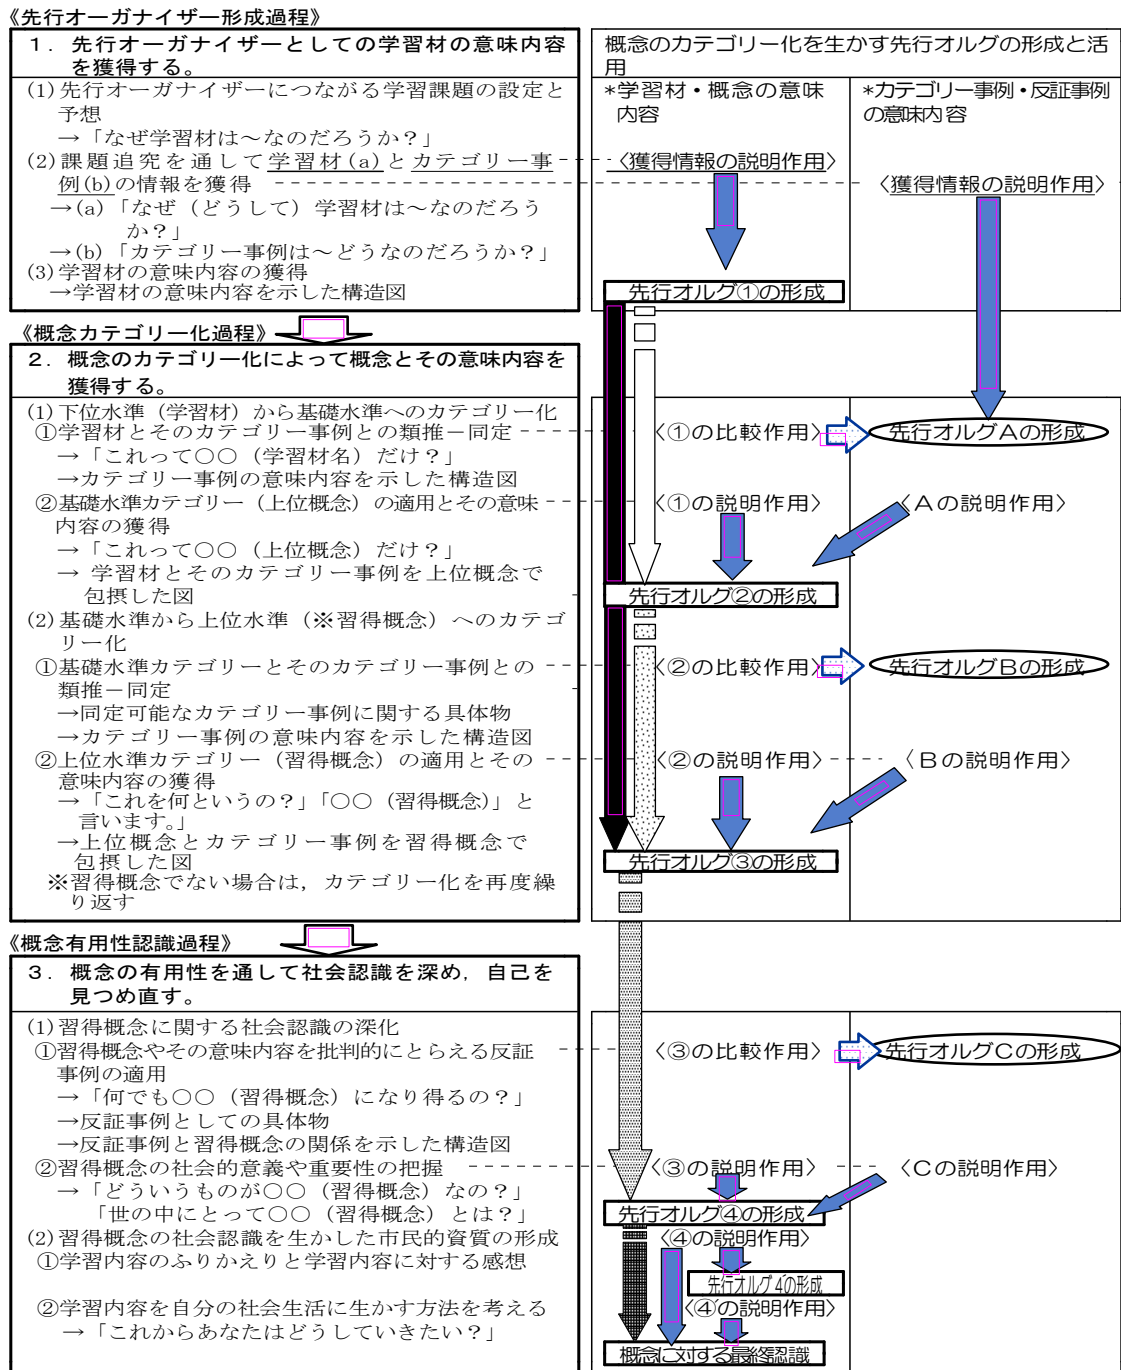 《先行オーガナイザー形成過程》
１．先行オーガナイザーとしての学習材の意味内容
を獲得する。
(1)先行オーガナイザーにつながる学習課題の設定と
予想
→「なぜ学習材は～なのだろうか？」
(2)課題追究を通して学習材(a)とカテゴリー事
例(b)の情報を獲得
→(a)「なぜ（どうして）学習材は～なのだろう
か？」
→(b)「カテゴリー事例は～どうなのだろうか？」
(3)学習材の意味内容の獲得
→学習材の意味内容を示した構造図
概念のカテゴリー化を生かす先行オルグの形成と活
用
*学習材・概念の意味
内容
*カテゴリー事例・反証事例
の意味内容
〈獲得情報の説明作用〉
〈獲得情報の説明作用〉
先行オルグ①の形成
《概念カテゴリー化過程》
２．概念のカテゴリー化によって概念とその意味内容を
獲得する。
(1)下位水準（学習材）から基礎水準へのカテゴリー化
①学習材とそのカテゴリー事例との類推－同定
→「これって○○（学習材名）だけ？」
→カテゴリー事例の意味内容を示した構造図
②基礎水準カテゴリー（上位概念）の適用とその意味
内容の獲得
→「これって○○（上位概念）だけ？」
→ 学習材とそのカテゴリー事例を上位概念で
包摂した図
(2)基礎水準から上位水準（※習得概念）へのカテゴ
リー化
①基礎水準カテゴリーとそのカテゴリー事例との
類推－同定
→同定可能なカテゴリー事例に関する具体物
→カテゴリー事例の意味内容を示した構造図
②上位水準カテゴリー（習得概念）の適用とその
意味内容の獲得
→「これを何というの？」「○○（習得概念）」と
言います。」
→上位概念とカテゴリー事例を習得概念で
包摂した図
※習得概念でない場合は，カテゴリー化を再度繰
り返す
〈①の比較作用〉
先行オルグAの形成
〈①の説明作用〉
〈Aの説明作用〉
先行オルグ②の形成
〈②の比較作用〉
先行オルグBの形成
〈②の説明作用〉
〈Bの説明作用〉
先行オルグ③の形成
《概念有用性認識過程》
３．概念の有用性を通して社会認識を深め，自己を
見つめ直す。
(1)習得概念に関する社会認識の深化
①習得概念やその意味内容を批判的にとらえる反証
事例の適用
→「何でも○○（習得概念）になり得るの？」
→反証事例としての具体物
→反証事例と習得概念の関係を示した構造図
②習得概念の社会的意義や重要性の把握
→「どういうものが○○（習得概念）なの？」
「世の中にとって○○（習得概念）とは？」
(2)習得概念の社会認識を生かした市民的資質の形成
①学習内容のふりかえりと学習内容に対する感想
②学習内容を自分の社会生活に生かす方法を考える
→「これからあなたはどうしていきたい？」
〈③の比較作用〉
先行オルグCの形成
〈③の説明作用〉
〈Cの説明作用〉
先行オルグ④の形成
〈④の説明作用〉
先行オルグ4'の形成
〈④'の説明作用〉
概念に対する最終認識